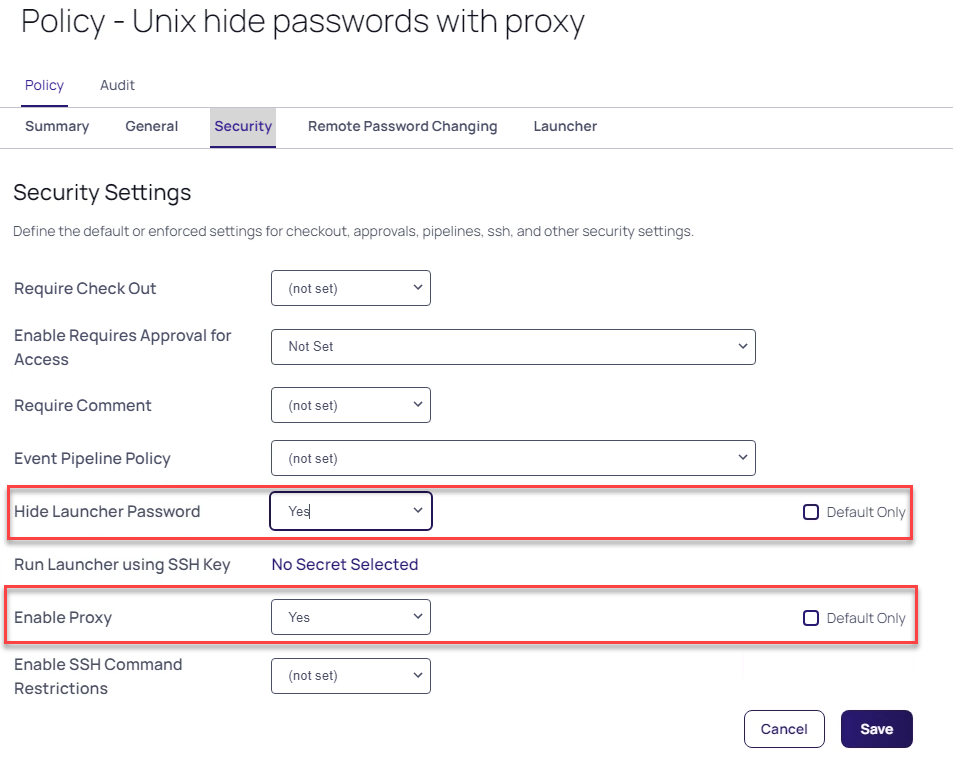 Policy - Unix hide passwords with proxy
Policy Audit
Summary General Security Remote Password Changing Launcher
Security Settings
Define the default or enforced settings for checkout, approvals, pipelines, ssh, and other security settings.
Require Check Out (not set)
Enable Requires Approval for
Access
Not Set
Require Comment (not set)
Event Pipeline Policy (not set)
Hide Launcher Password Yes Default Only
Run Launcher using SSH Key No Secret Selected
Enable Proxy Yes Default Only
Enable SSH Command
Restrictions
(not set)
Cancel Save